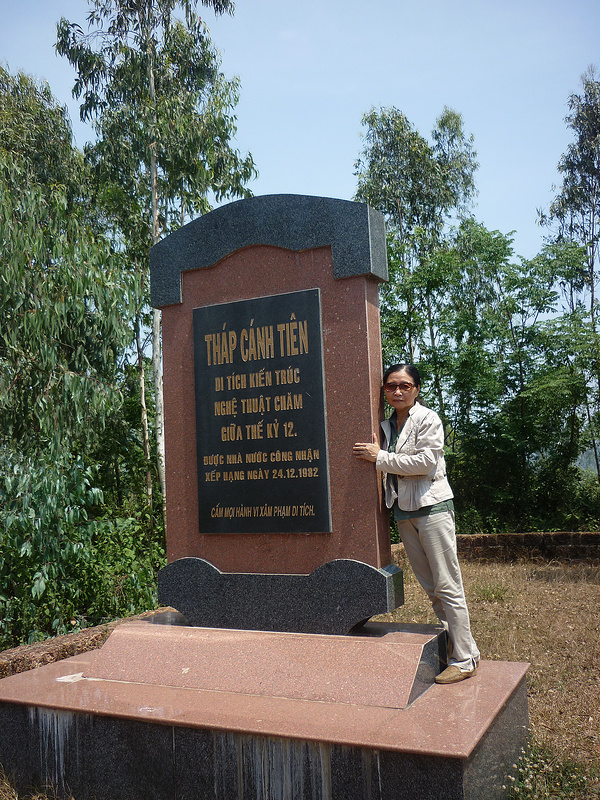 THÁP CÁNH TIÊN
DI TÍCH KIẾN TRÚC
NGHỆ THUẬT CHĂM
GIỮA THẾ KỶ 12.
ĐƯỢC NHÀ NƯỚC CÔNG NHẬN
XẾP HẠNG NGÀY 24.12.1982
CẤM MỌI HÀNH VI XÂM PHẠM DI TÍCH.